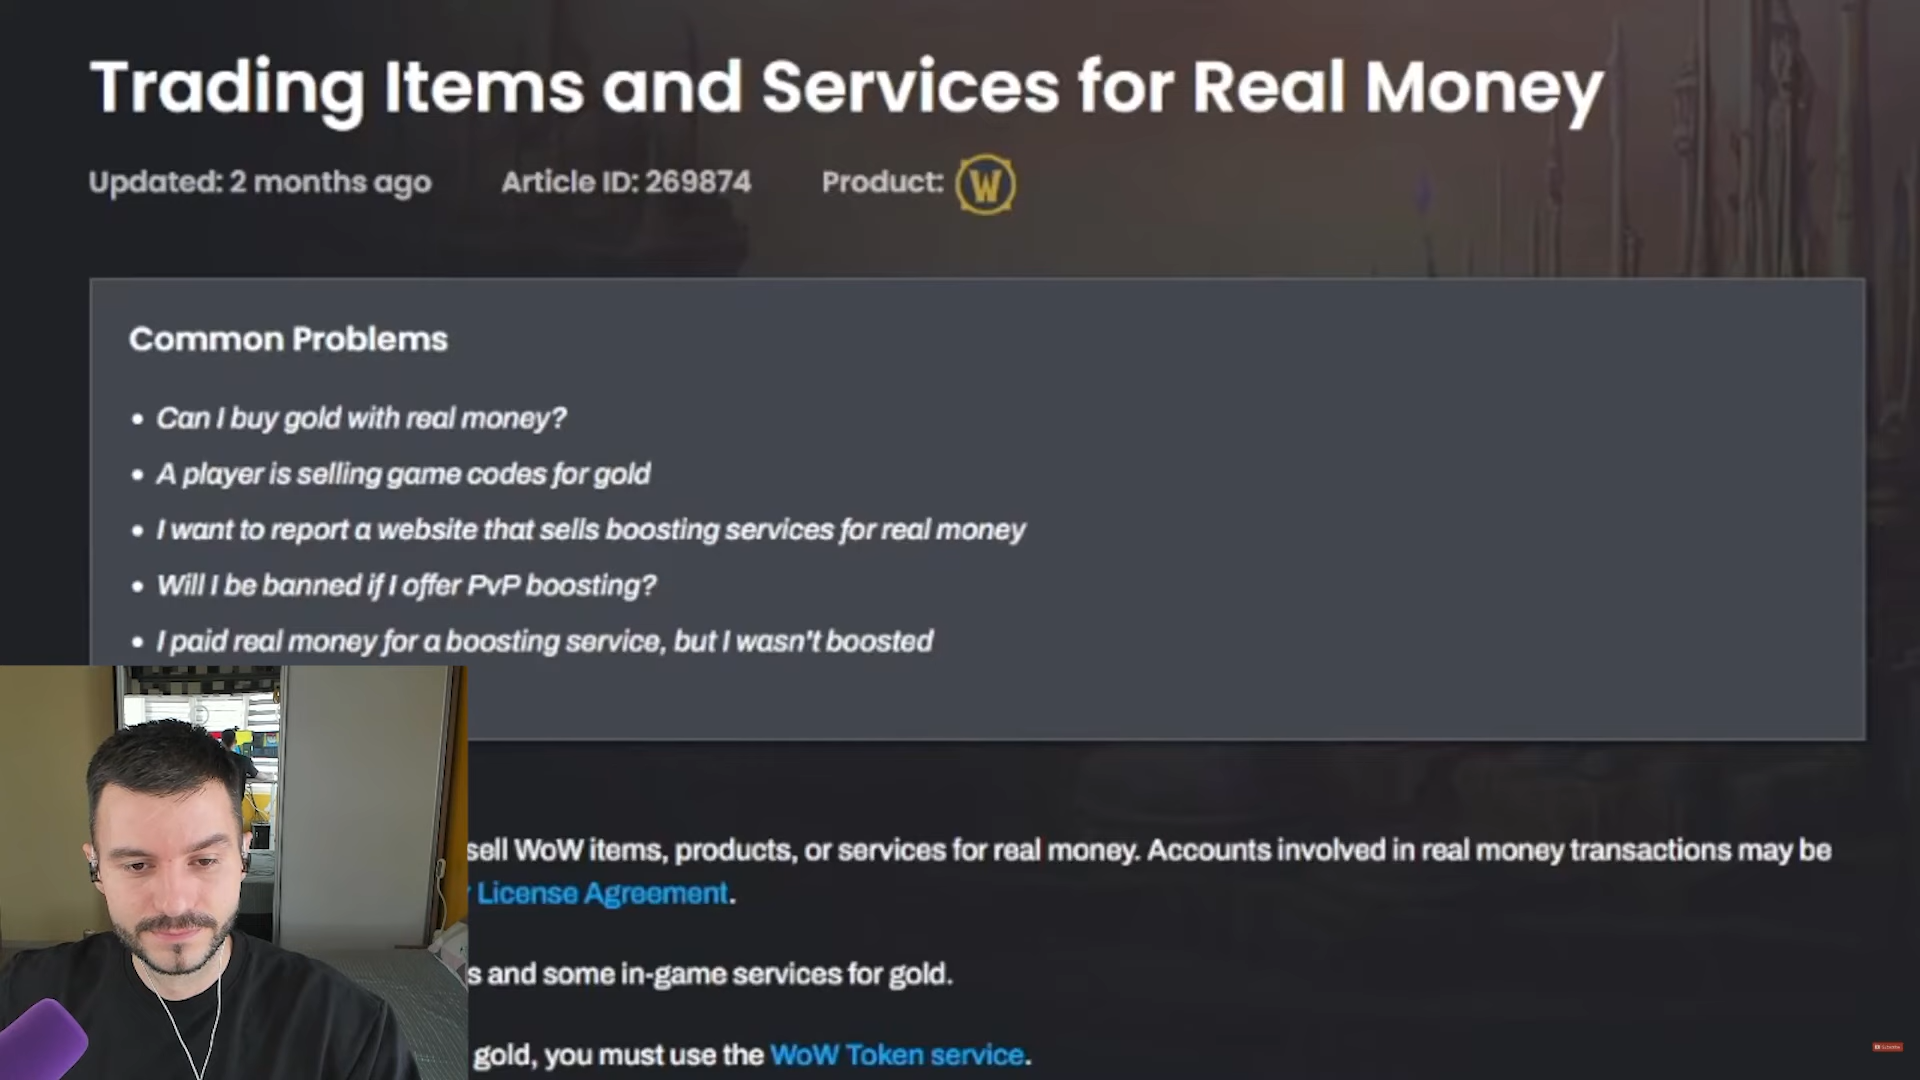 Trading Items and Services for Real Money
Updated: 2 months ago Article ID: 269874 Product: W
Common Problems
• Can I buy gold with real money?
• A player is selling game codes for gold
• I want to report a website that sells boosting services for real money
• Will I be banned if I offer PvP boosting?
• I paid real money for a boosting service, but I wasn't boosted
sell WoW items, products, or services for real money. Accounts involved in real money transactions may be
License Agreement.
s and some in-game services for gold.
gold, you must use the WoW Token service.